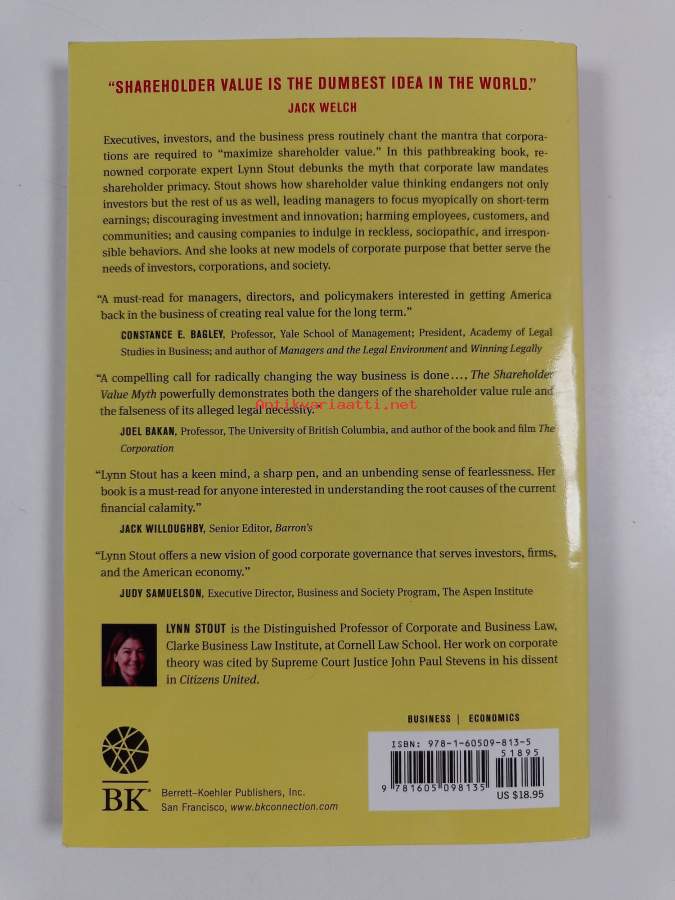 “SHAREHOLDER VALUE IS THE DUMBEST IDEA IN THE WORLD.”
JACK WELCH
Executives, investors, and the business press routinely chant the mantra that corpora-
tions are required to “maximize shareholder value.” In this pathbreaking book, re-
nowned corporate expert Lynn Stout debunks the myth that corporate law mandates
shareholder primacy. Stout shows how shareholder value thinking endangers not only
investors but the rest of us as well, leading managers to focus myopically on short-term
earnings; discouraging investment and innovation; harming employees, customers, and
communities; and causing companies to indulge in reckless, sociopathic, and irrespon-
sible behaviors. And she looks at new models of corporate purpose that better serve the
needs of investors, corporations, and society.
“A must-read for managers, directors, and policymakers interested in getting America
back in the business of creating real value for the long term.”
CONSTANCE E. BAGLEY, Professor, Yale School of Management; President, Academy of Legal
Studies in Business; and author of Managers and the Legal Environment and Winning Legally
“A compelling call for radically changing the way business is done . . . , The Shareholder
Value Myth powerfully demonstrates both the dangers of the shareholder value rule and
the falseness of its alleged legal necessity.”
Antikvariaatti.net
JOEL BAKAN, Professor, The University of British Columbia, and author of the book and film The
Corporation
“Lynn Stout has a keen mind, a sharp pen, and an unbending sense of fearlessness. Her
book is a must-read for anyone interested in understanding the root causes of the current
financial calamity.”
JACK WILLOUGHBY, Senior Editor, Barron’s
“Lynn Stout offers a new vision of good corporate governance that serves investors, firms,
and the American economy.”
JUDY SAMUELSON, Executive Director, Business and Society Program, The Aspen Institute
LYNN STOUT is the Distinguished Professor of Corporate and Business Law,
Clarke Business Law Institute, at Cornell Law School. Her work on corporate
theory was cited by Supreme Court Justice John Paul Stevens in his dissent
in Citizens United.
BUSINESS | ECONOMICS
ISBN: 978-1-60509-813-5
51895
9 781605 098135
US $18.95
BK®
Berrett–Koehler Publishers, Inc.
San Francisco, www.bkconnection.com